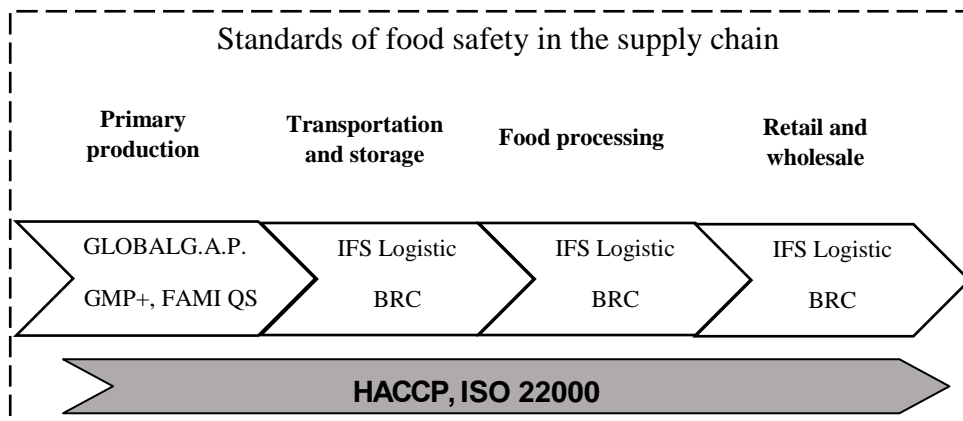 Standards of food safety in the supply chain
Primary
production
Transportation
and storage
Food processing
Retail and
wholesale
GLOBALG.A.P.
GMP+, FAMI QS
IFS Logistic
BRC
IFS Logistic
BRC
IFS Logistic
BRC
HACCP, ISO 22000